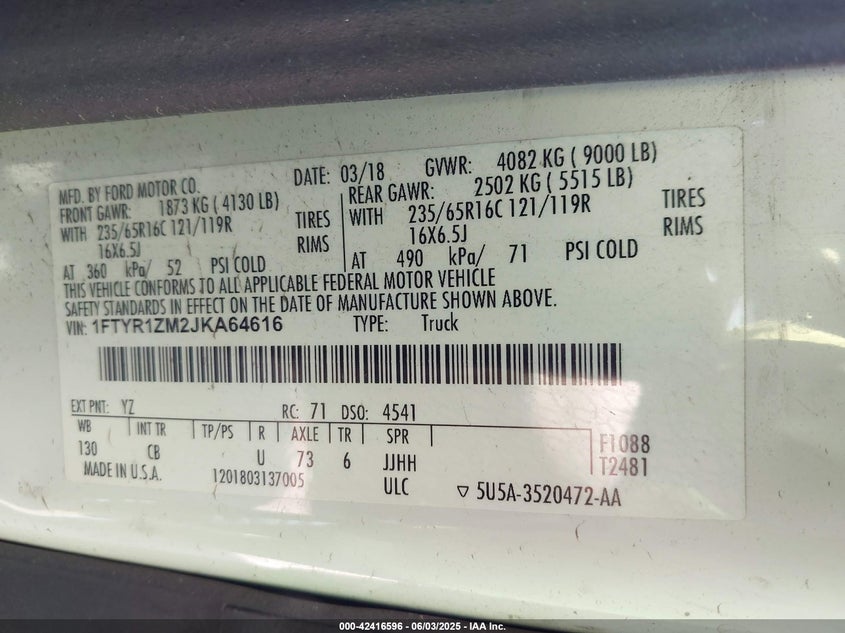 MFD. BY FORD MOTOR CO. DATE: 03/18 GVWR: 4082 KG ( 9000 LB)
FRONT GAWR: 1873 KG ( 4130 LB) REAR GAWR: 2502 KG ( 5515 LB)
WITH 235/65R16C 121/119R TIRES WITH 235/65R16C 121/119R TIRES
16X6.5J RIMS 16X6.5J RIMS
AT 360 kPa/ 52 PSI COLD AT 490 kPa/ 71 PSI COLD
THIS VEHICLE CONFORMS TO ALL APPLICABLE FEDERAL MOTOR VEHICLE
SAFETY STANDARDS IN EFFECT ON THE DATE OF MANUFACTURE SHOWN ABOVE.
VIN: 1FTYR1ZM2JKA64616 TYPE: Truck
EXT PNT: YZ RC: 71 DSO: 4541
WB INT TR TP/PS R AXLE TR SPR F1088
130 CB U 73 6 JJHH T2481
MADE IN U.S.A. 1201803137005 ULC ▽ 5U5A-3520472-AA
000-42416596 - 06/03/2025 - IAA Inc.